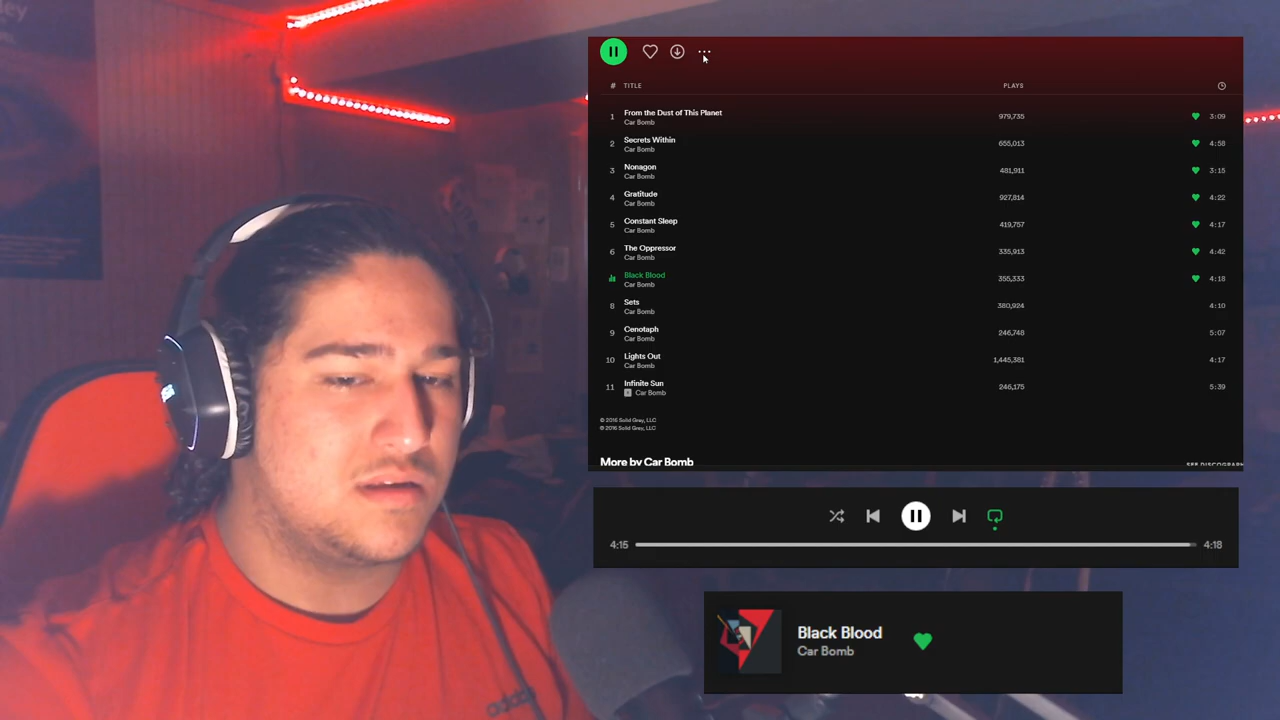 # TITLE PLAYS
1 From the Dust of This Planet 979,735 3:09
Car Bomb
2 Secrets Within 655,013 4:58
Car Bomb
3 Nonagon 481,911 3:15
Car Bomb
4 Gratitude 927,814 4:22
Car Bomb
5 Constant Sleep 419,757 4:17
Car Bomb
6 The Oppressor 335,913 4:42
Car Bomb
Black Blood 355,333 4:18
Car Bomb
8 Sets 380,924 4:10
Car Bomb
9 Cenotaph 246,748 5:07
Car Bomb
10 Lights Out 1,445,381 4:17
Car Bomb
11 Infinite Sun 246,175 5:39
E Car Bomb
© 2016 Solid Grey, LLC
℗ 2016 Solid Grey, LLC
More by Car Bomb SEE DISCOGRAPH
4:15 4:18
Black Blood
Car Bomb
adidas